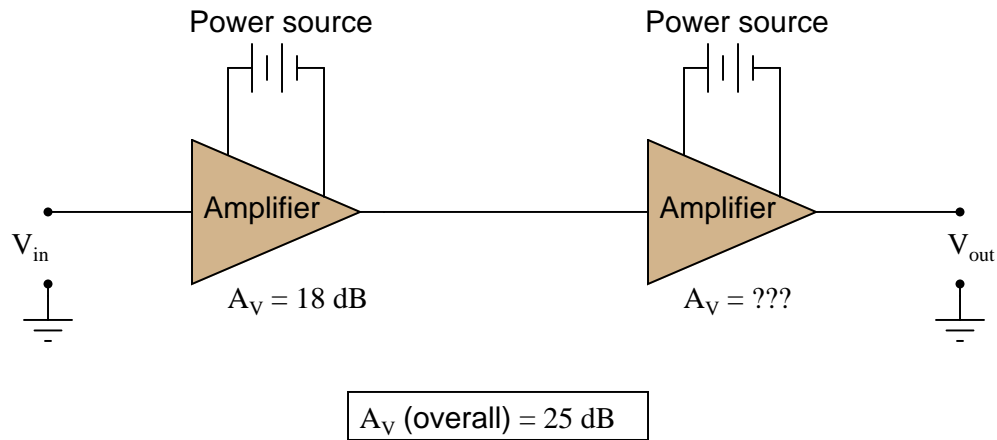 Power source
Power source
Amplifier
Amplifier
V_in
V_out
A_V = 18 dB
A_V = ???
A_V (overall) = 25 dB